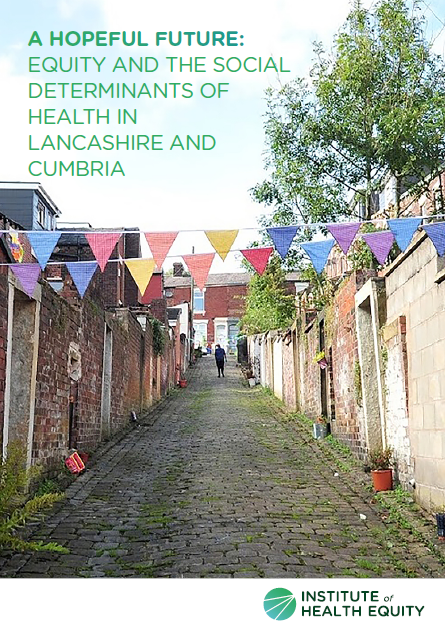 A HOPEFUL FUTURE:
EQUITY AND THE SOCIAL
DETERMINANTS OF
HEALTH IN
LANCASHIRE AND
CUMBRIA
INSTITUTE of
HEALTH EQUITY